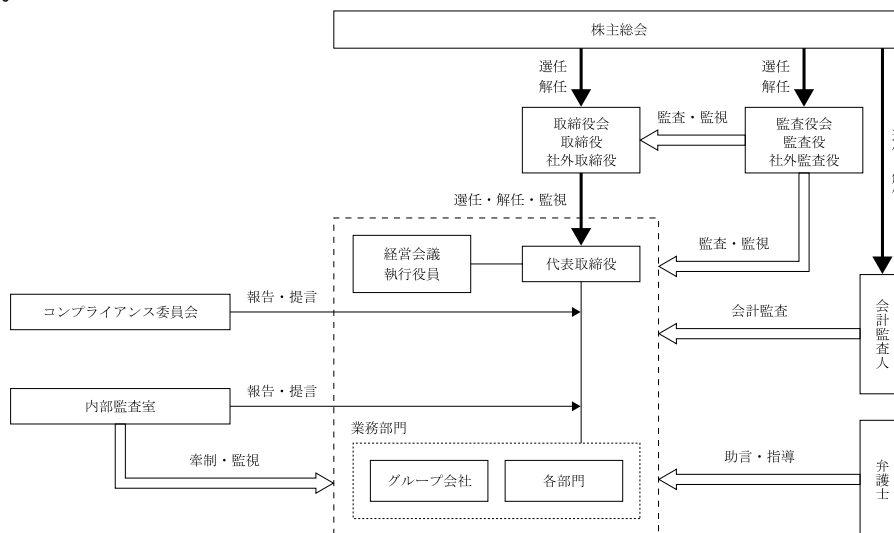 株主総会
選任
解任
選任
解任
取締役会
取締役
社外取締役
監査・監視
監査役会
監査役
社外監査役
選任・解任・監視
経営会議
執行役員
代表取締役
監査・監視
コンプライアンス委員会
報告・提言
会計監査
会計監査人
内部監査室
報告・提言
業務部門
牽制・監視
グループ会社
各部門
助言・指導
弁護士